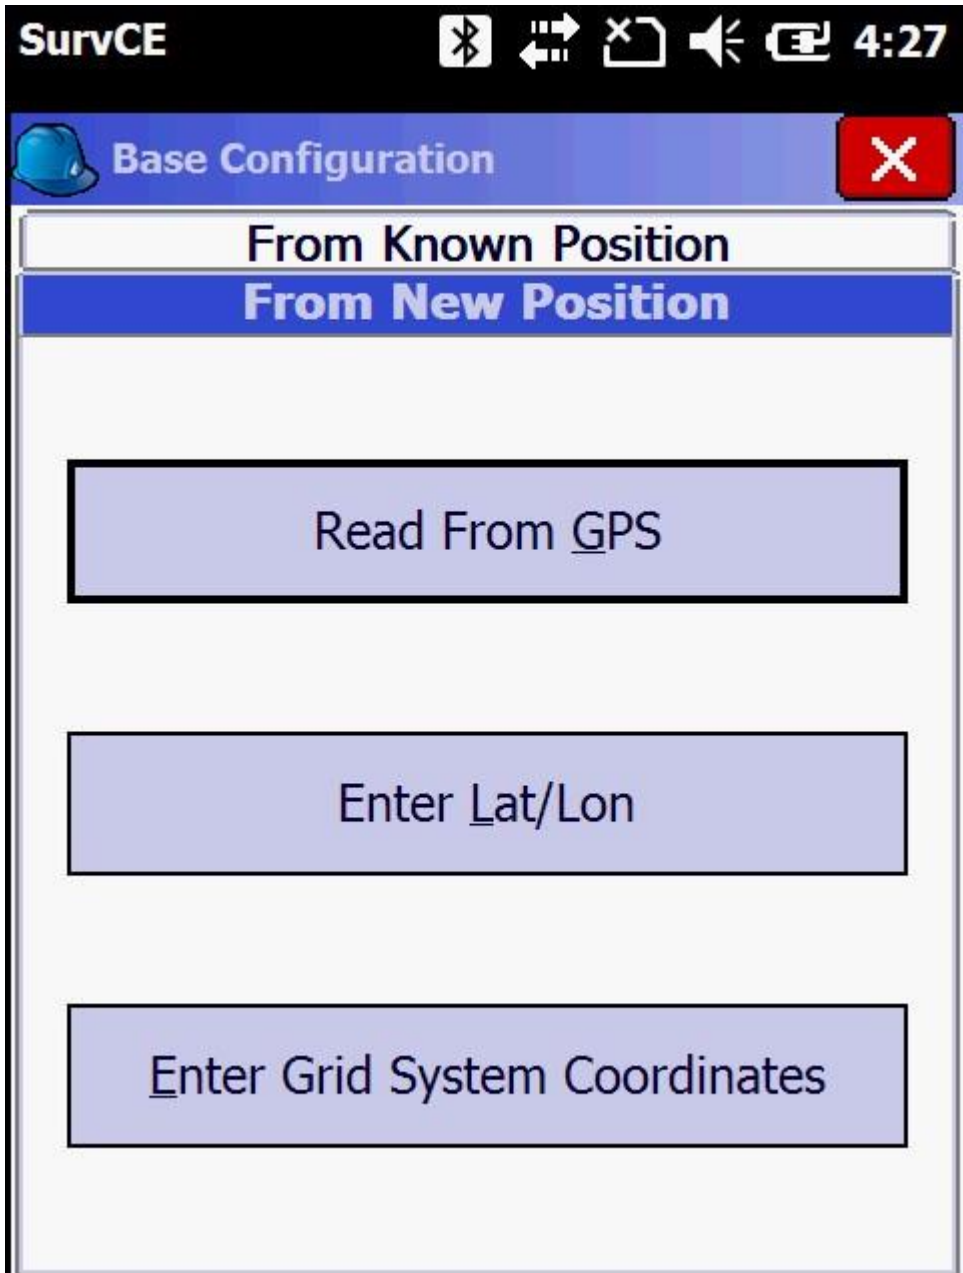 SurvCE 4:27
Base Configuration
From Known Position
From New Position
Read From GPS
Enter Lat/Lon
Enter Grid System Coordinates